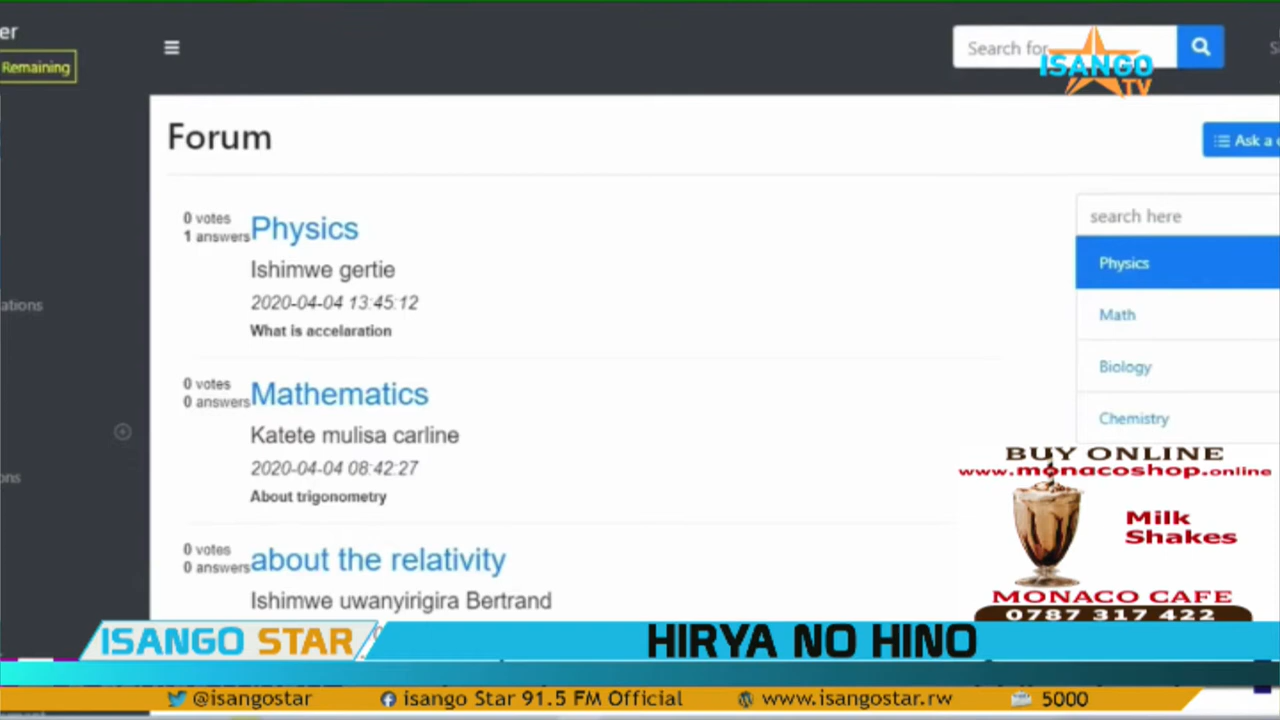 er
Remaining
Search for
ISANGO
TV
Forum
Ask a
0 votes
1 answers
Physics
Ishimwe gertie
2020-04-04 13:45:12
What is accelaration
search here
Physics
Math
Biology
Chemistry
ations
0 votes
0 answers
Mathematics
Katete mulisa carline
2020-04-04 08:42:27
About trigonometry
ons
0 votes
0 answers
about the relativity
Ishimwe uwanyirigira Bertrand
BUY ONLINE
www.monacoshop.online
Milk
Shakes
MONACO CAFE
0787 317 422
ISANGO STAR
HIRYA NO HINO
@isangostar
isango Star 91.5 FM Official
www.isangostar.rw
5000